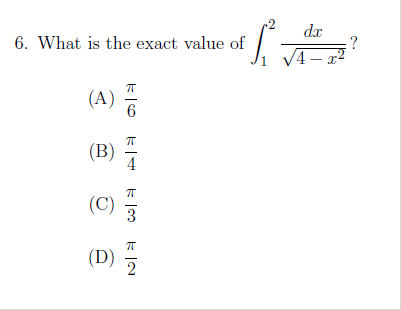 6. What is the exact value of $\int_{1}^{2} \frac{dx}{\sqrt{4 - x^2}}$?
(A) $\frac{\pi}{6}$
(B) $\frac{\pi}{4}$
(C) $\frac{\pi}{3}$
(D) $\frac{\pi}{2}$